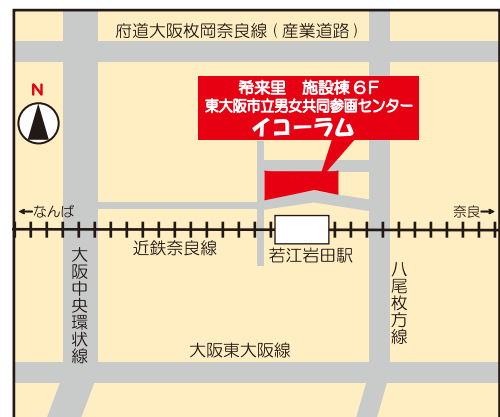 府道大阪枚岡奈良線(産業道路)
N
希来里 施設棟6F
東大阪市立男女共同参画センター
イコーラム
←なんば
奈良→
近鉄奈良線
若江岩田駅
大阪中央環状線
八尾枚方線
大阪東大阪線